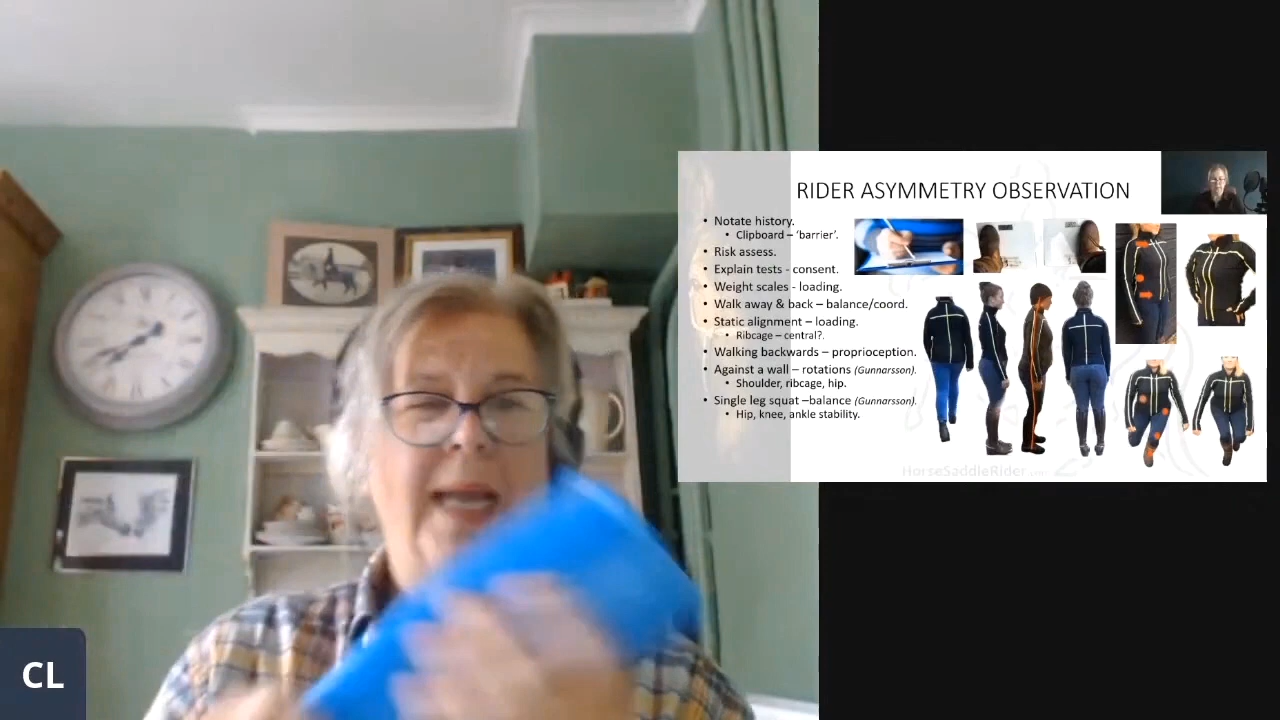 RIDER ASYMMETRY OBSERVATION
• Notate history.
• Clipboard – ‘barrier’.
• Risk assess.
• Explain tests - consent.
• Weight scales - loading.
• Walk away & back – balance/coord.
• Static alignment – loading.
• Ribcage – central?.
• Walking backwards – proprioception.
• Against a wall – rotations (Gunnarsson).
• Shoulder, ribcage, hip.
• Single leg squat –balance (Gunnarsson).
• Hip, knee, ankle stability.
HorseSaddleRider
CL